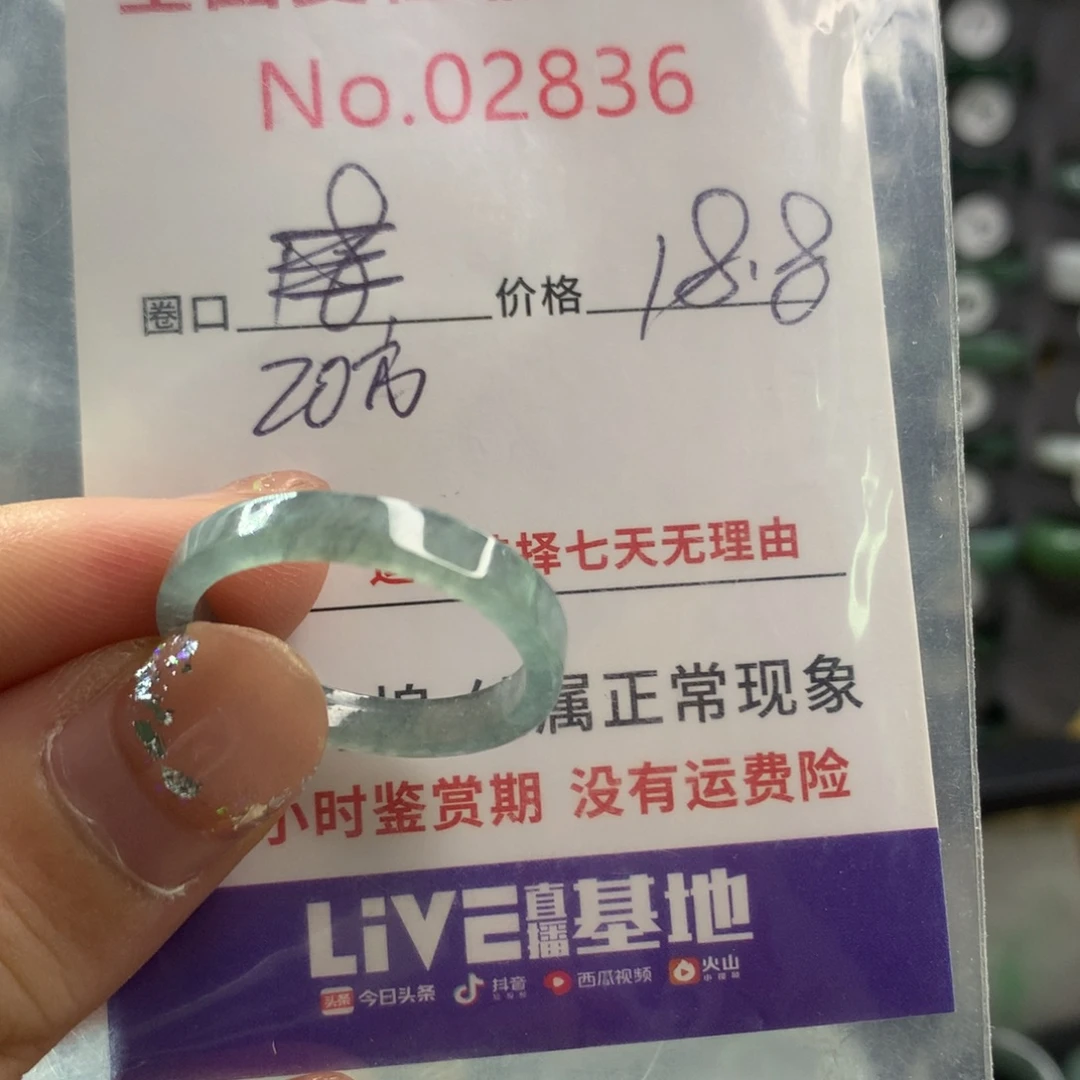 No.02836
圈口 价格 18.8
20内
择七天无理由
属正常现象
小时鉴赏期 没有运费险
LiVE直播基地
头条 今日头条 抖音 西瓜视频 火山